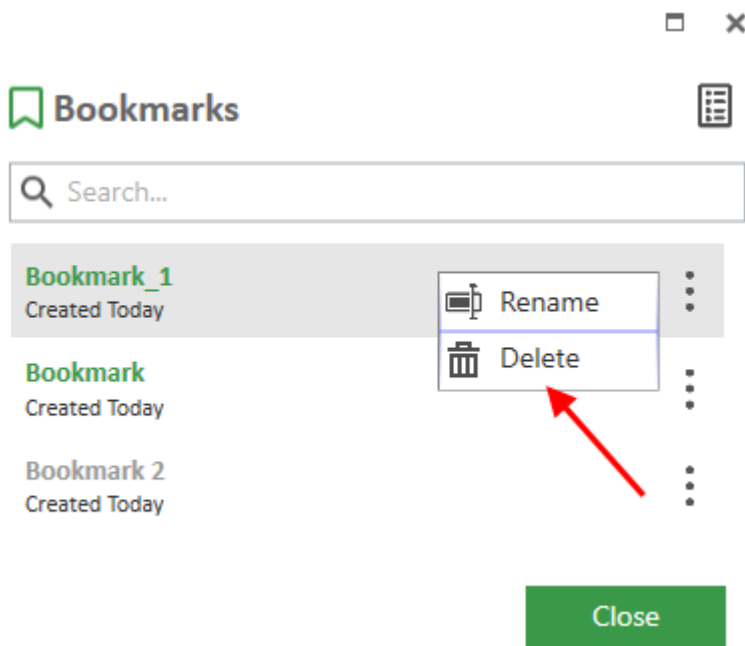 Bookmarks
Search...
Bookmark_1
Created Today
Rename
Delete
Bookmark
Created Today
Bookmark 2
Created Today
Close